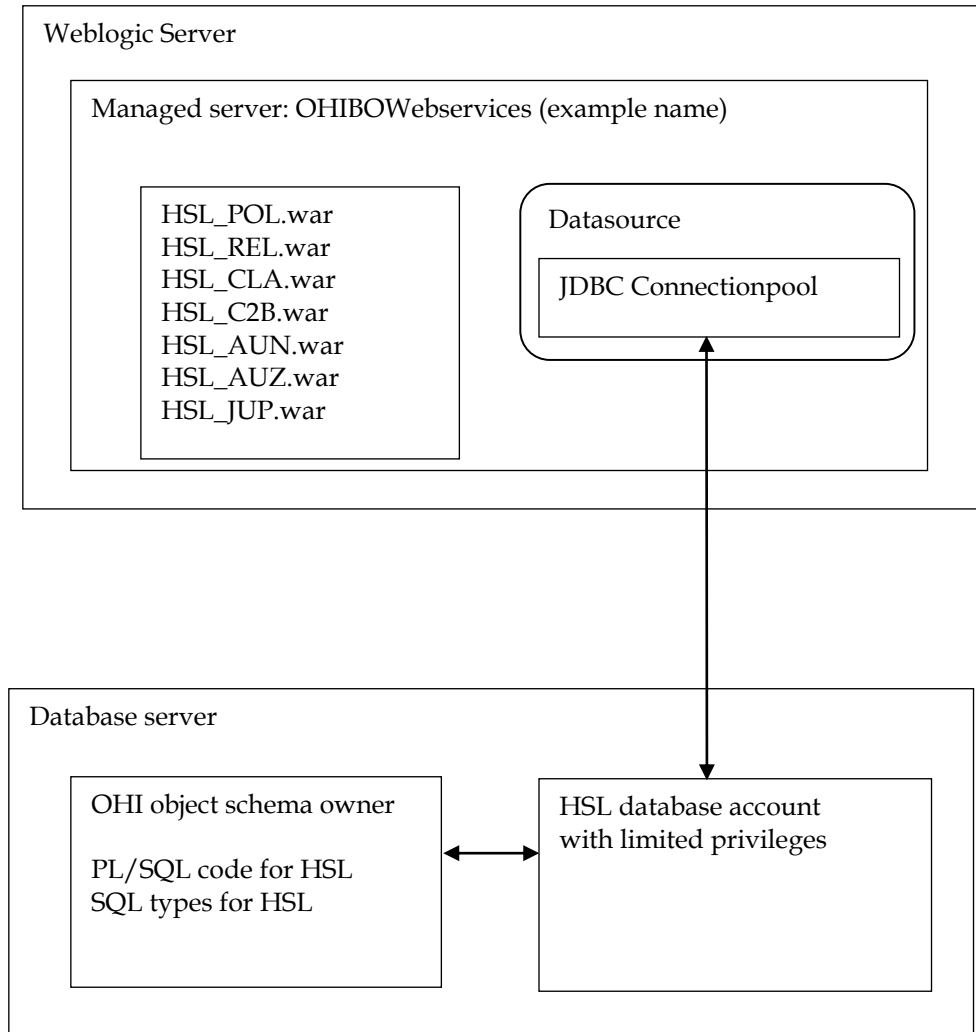 Weblogic Server
Managed server: OHIBOWebservices (example name)
HSL_POL.war
HSL_REL.war
HSL_CLA.war
HSL_C2B.war
HSL_AUN.war
HSL_AUZ.war
HSL_JUP.war
Datasource
JDBC Connectionpool
Database server
OHI object schema owner
PL/SQL code for HSL
SQL types for HSL
HSL database account
with limited privileges